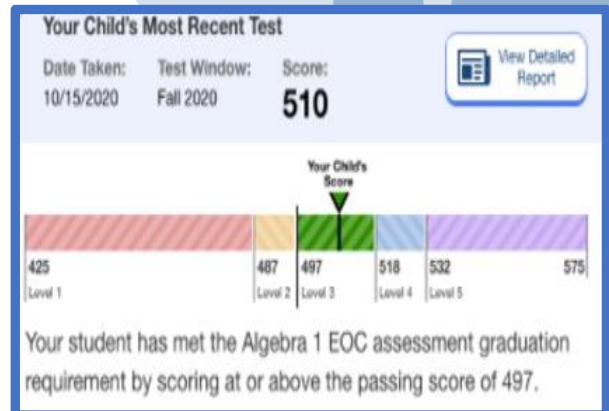 Your Child's Most Recent Test
Date Taken: Test Window: Score:
10/15/2020 Fall 2020 510
View Detailed
Report
Your Child's
Score
425 487 497 518 532 575
Level 1 Level 2 Level 3 Level 4 Level 5
Your student has met the Algebra 1 EOC assessment graduation
requirement by scoring at or above the passing score of 497.